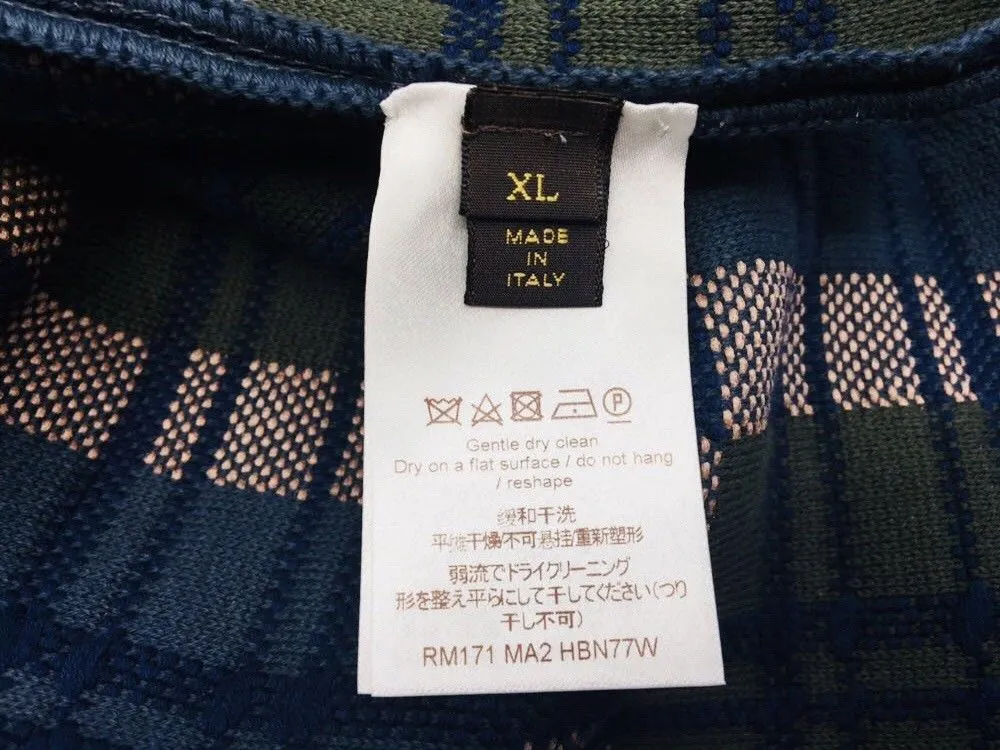 XL
MADE
IN
ITALY
P
Gentle dry clean
Dry on a flat surface / do not hang
/ reshape
缓和干洗
平摊干燥/不可悬挂/重新塑形
弱流でドライクリーニング
形を整え平らにして干してください(つり
干し不可)
RM171 MA2 HBN77W